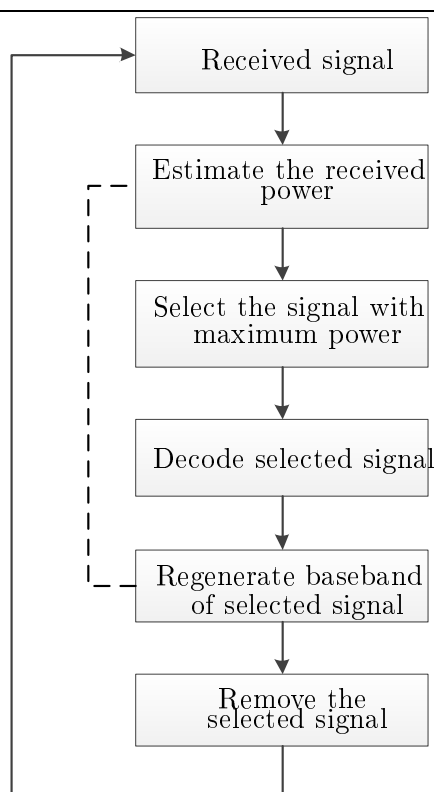 Received signal
Estimate the received
power
Select the signal with
maximum power
Decode selected signal
Regenerate baseband
of selected signal
Remove the
selected signal